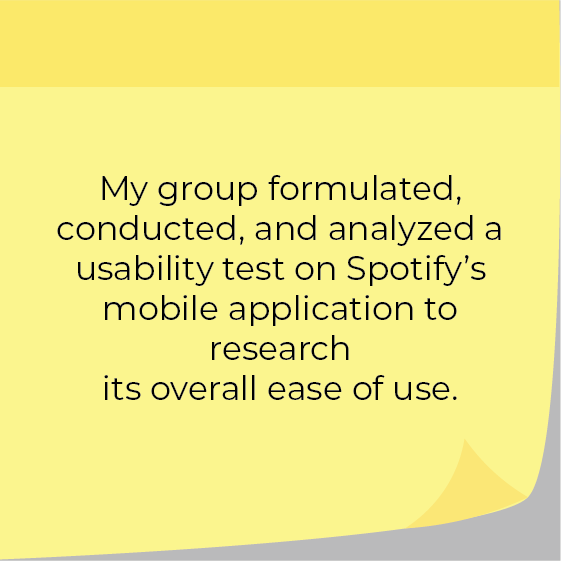 My group formulated,
conducted, and analyzed a
usability test on Spotify’s
mobile application to
research
its overall ease of use.